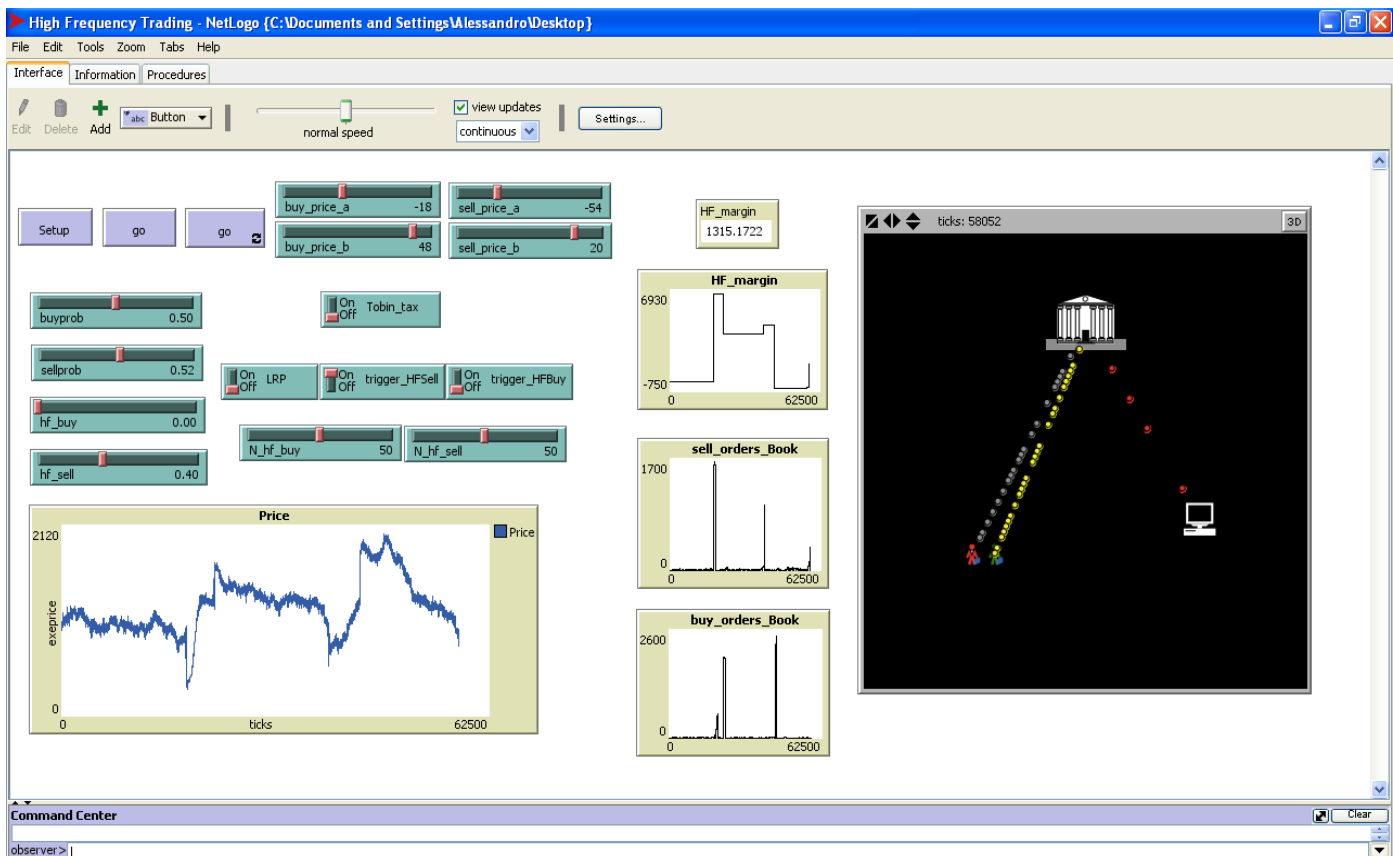 High Frequency Trading - NetLogo {C:\Documents and Settings\Alessandro\Desktop}
File Edit Tools Zoom Tabs Help
Interface Information Procedures
Edit Delete Add abc Button normal speed view updates continuous Settings...
Setup go go
buy_price_a -18 sell_price_a -54
buy_price_b 48 sell_price_b 20
buyprob 0.50
sellprob 0.52
hf_buy 0.00
hf_sell 0.40
On Off Tobin_tax
On Off LRP On Off trigger_HFSell On Off trigger_HFBuy
N_hf_buy 50 N_hf_sell 50
Price
2120
exeprice
0
0 ticks 62500
Price
HF_margin
1315.1722
HF_margin
6930
-750
0 62500
sell_orders_Book
1700
0
0 62500
buy_orders_Book
2600
0
0 62500
ticks: 58052 3D
Command Center Clear
observer>